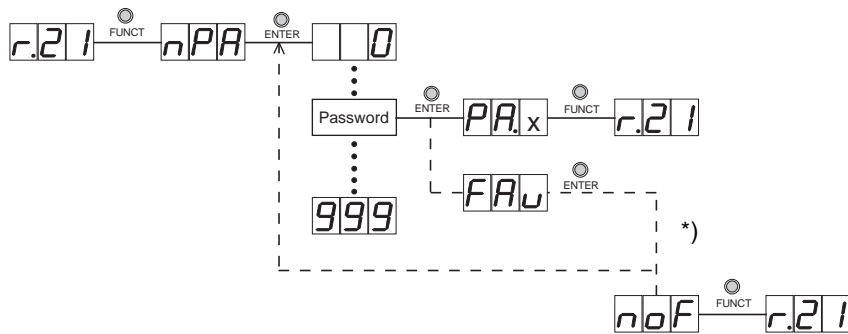 r.21 FUNCT nPA ENTER 0
Password ENTER PA.x FUNCT r.21
FAu ENTER
999
*)
noF FUNCT r.21